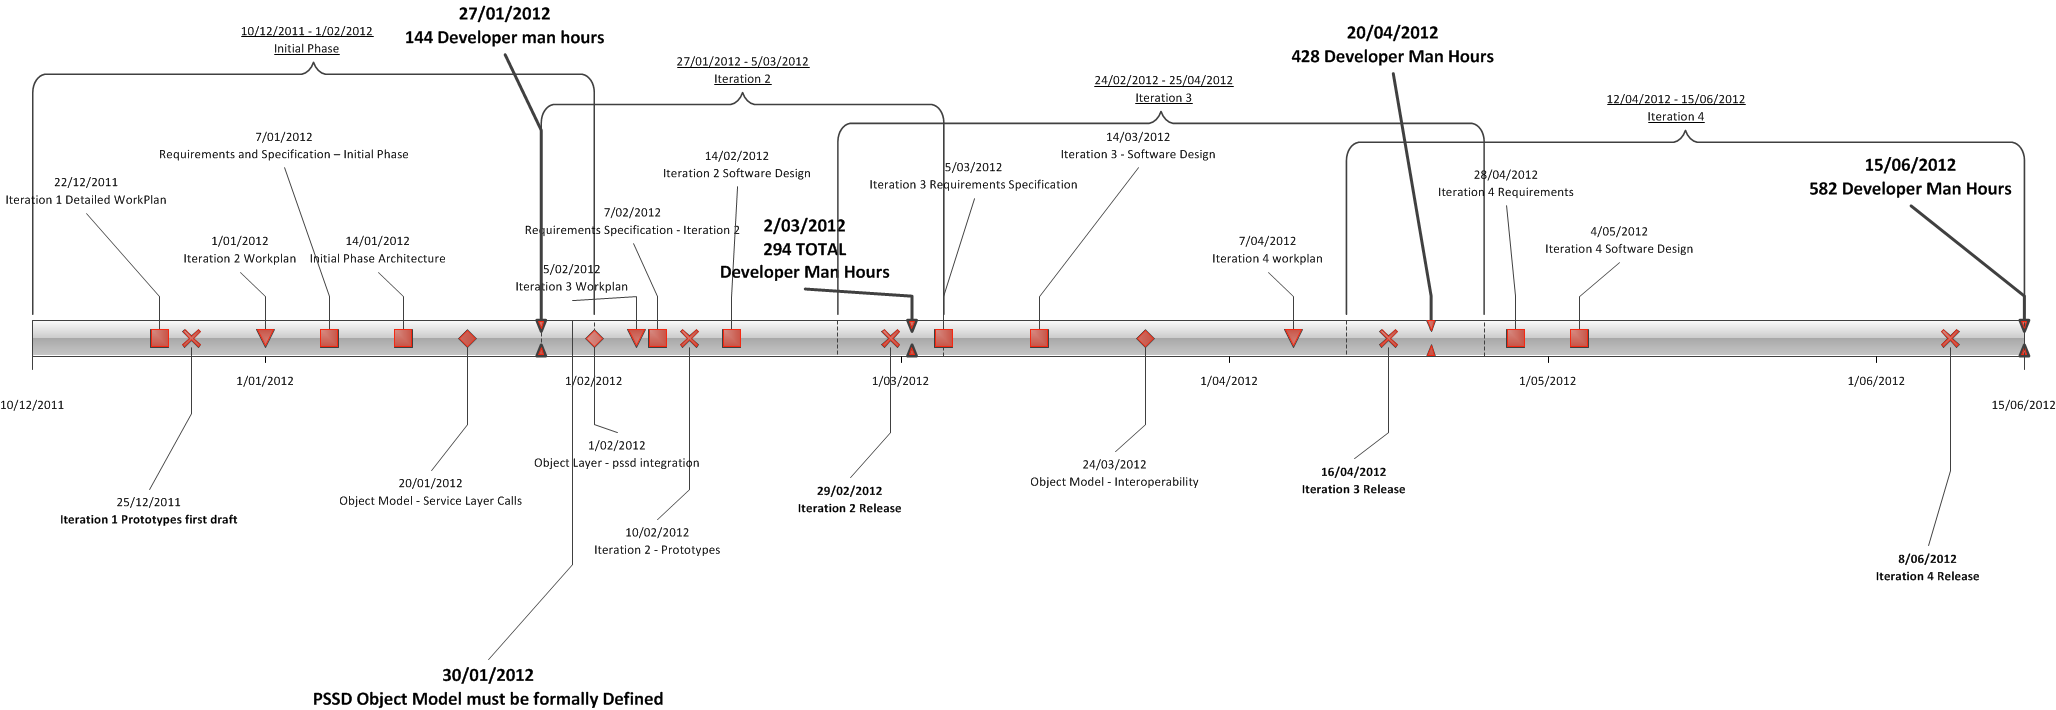 27/01/2012
144 Developer man hours
10/12/2011 - 1/02/2012
Initial Phase
20/04/2012
428 Developer Man Hours
27/01/2012 - 5/03/2012
Iteration 2
24/02/2012 - 25/04/2012
Iteration 3
12/04/2012 - 15/06/2012
Iteration 4
7/01/2012
Requirements and Specification – Initial Phase
14/03/2012
Iteration 3 - Software Design
14/02/2012
Iteration 2 Software Design
5/03/2012
Iteration 3 Requirements Specification
15/06/2012
582 Developer Man Hours
28/04/2012
Iteration 4 Requirements
22/12/2011
Iteration 1 Detailed WorkPlan
7/02/2012
Requirements Specification - Iteration 2
2/03/2012
294 TOTAL
Developer Man Hours
1/01/2012
Iteration 2 Workplan
14/01/2012
Initial Phase Architecture
7/04/2012
Iteration 4 workplan
4/05/2012
Iteration 4 Software Design
5/02/2012
Iteration 3 Workplan
1/01/2012
1/02/2012
1/03/2012
1/04/2012
1/05/2012
1/06/2012
10/12/2011
15/06/2012
1/02/2012
Object Layer - pssd integration
24/03/2012
Object Model - Interoperability
16/04/2012
Iteration 3 Release
20/01/2012
Object Model - Service Layer Calls
29/02/2012
Iteration 2 Release
25/12/2011
Iteration 1 Prototypes first draft
10/02/2012
Iteration 2 - Prototypes
8/06/2012
Iteration 4 Release
30/01/2012
PSSD Object Model must be formally Defined